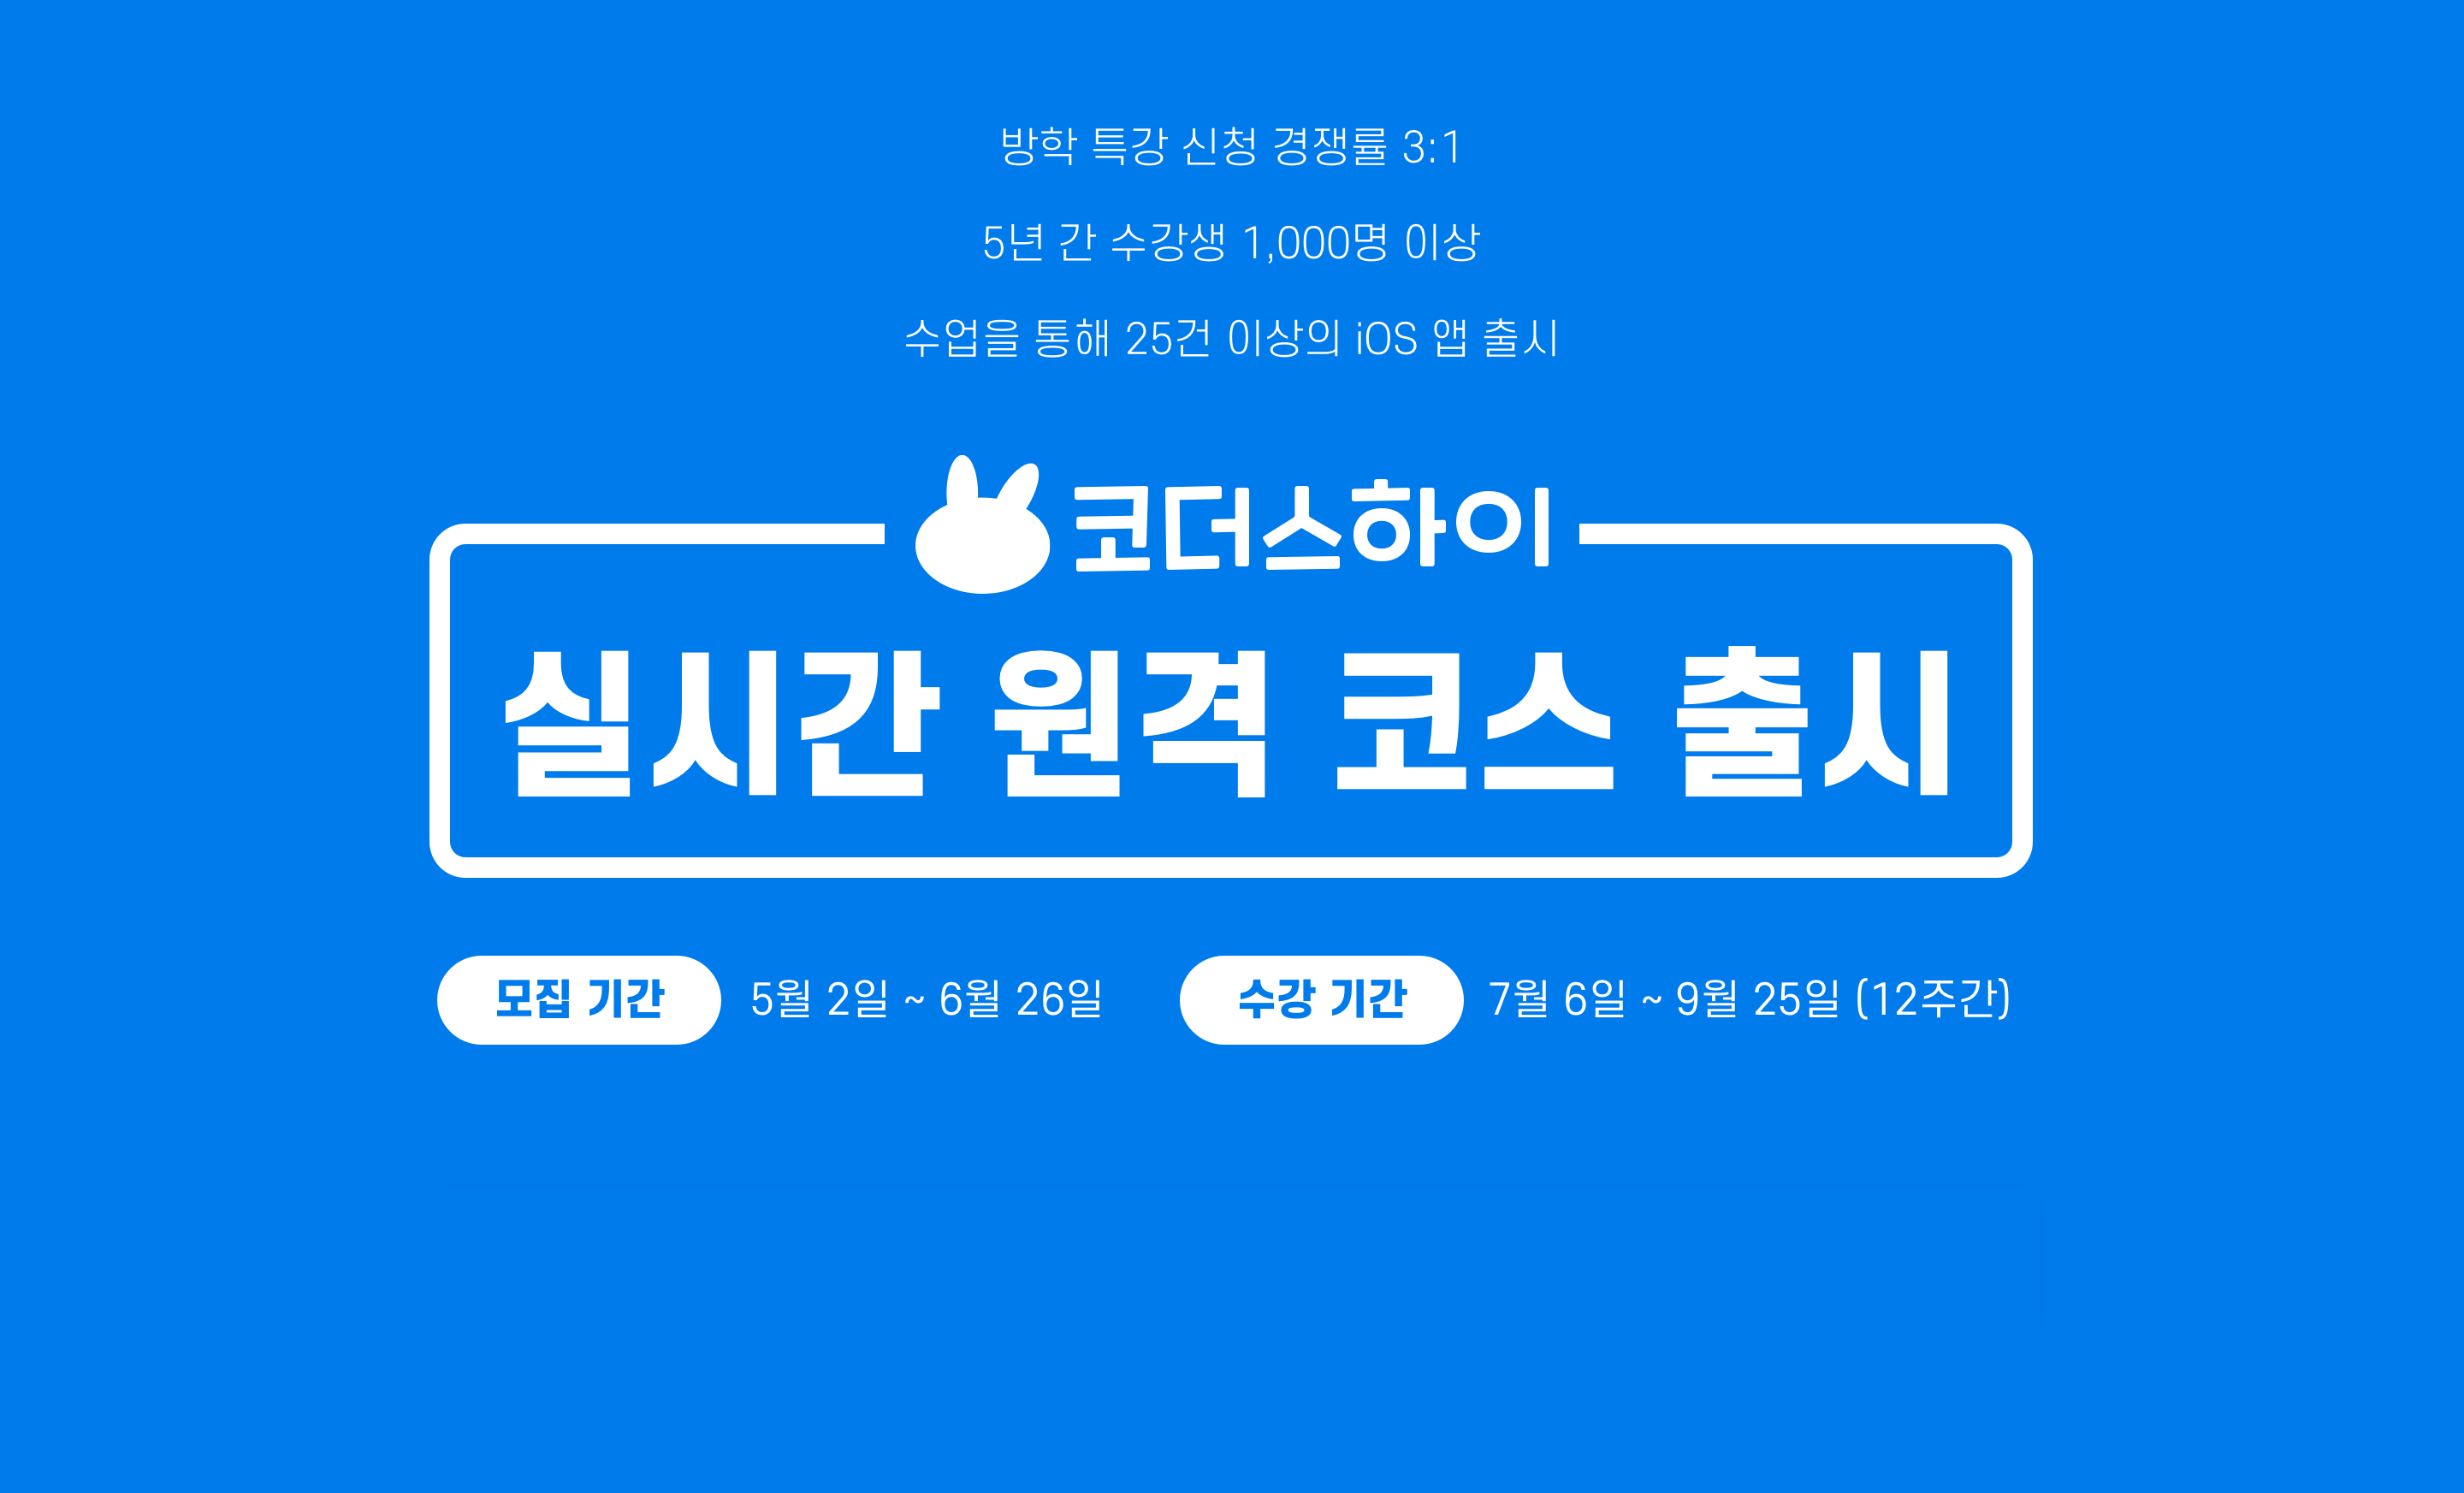 방학 특강 신청 경쟁률 3:1
5년 간 수강생 1,000명 이상
수업을 통해 25건 이상의 iOS 앱 출시
코더스하이
실시간 원격 코스 출시
모집 기간 5월 2일 ~ 6월 26일 수강 기간 7월 6일 ~ 9월 25일 (12주간)